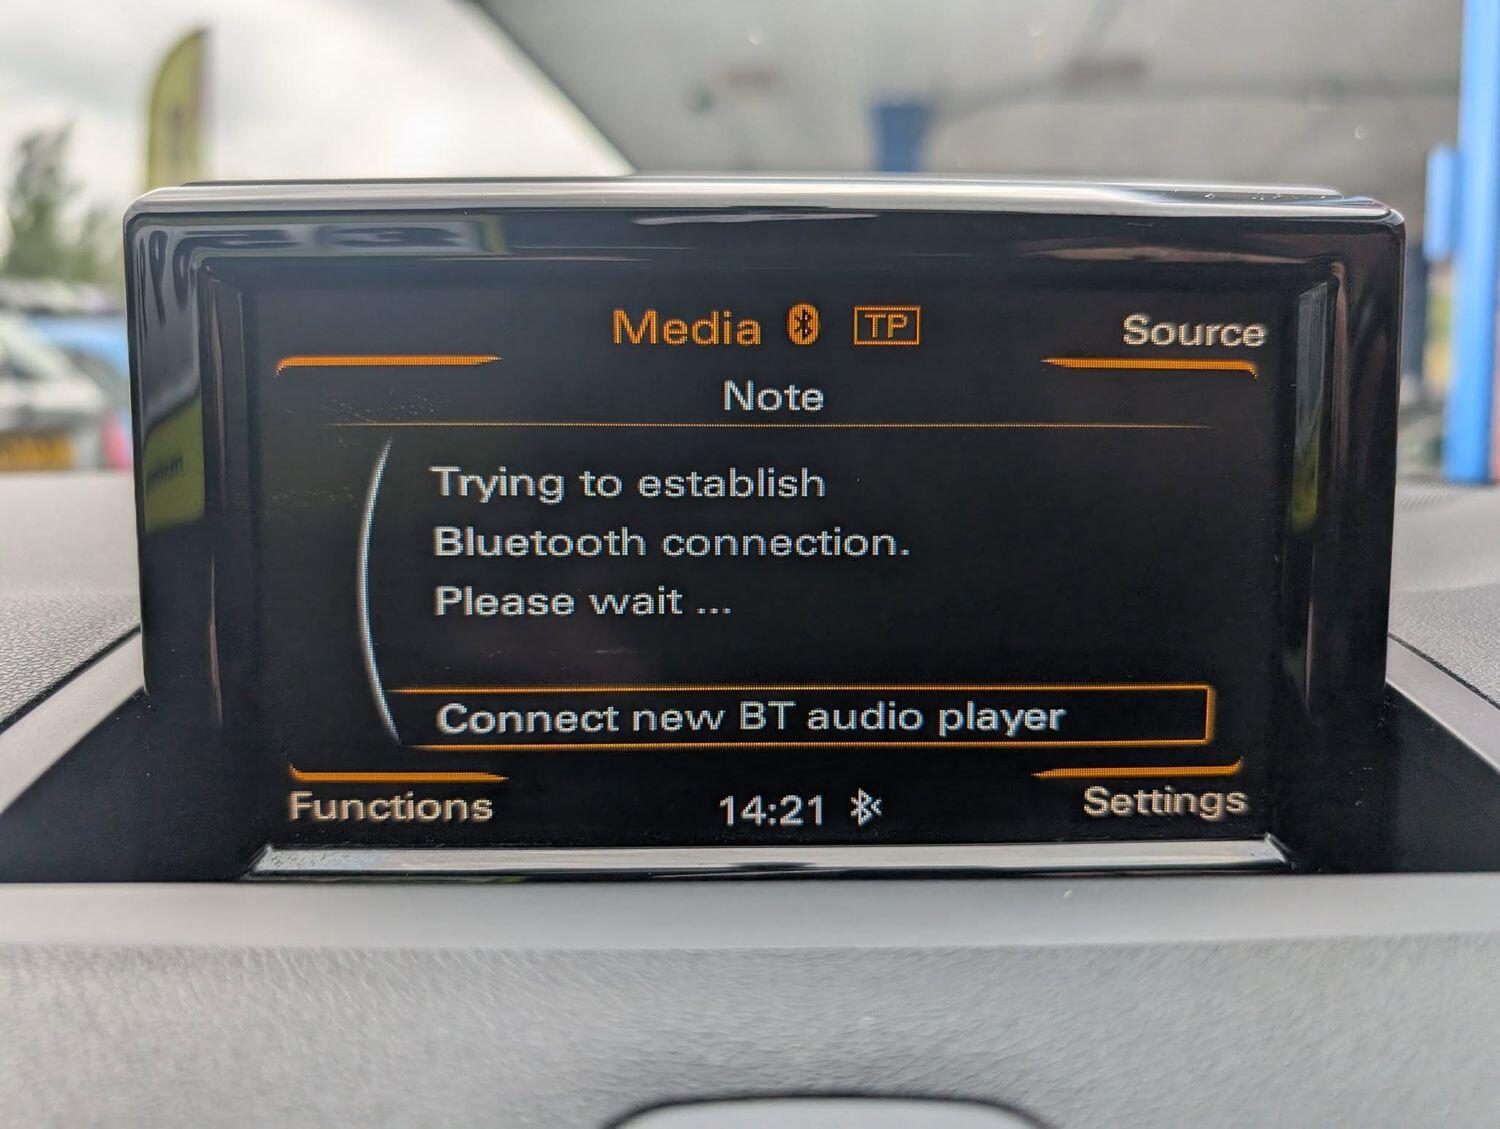 Media TP
Source
Note
Trying to establish
Bluetooth connection.
Please wait ...
Connect new BT audio player
Functions
14:21
Settings